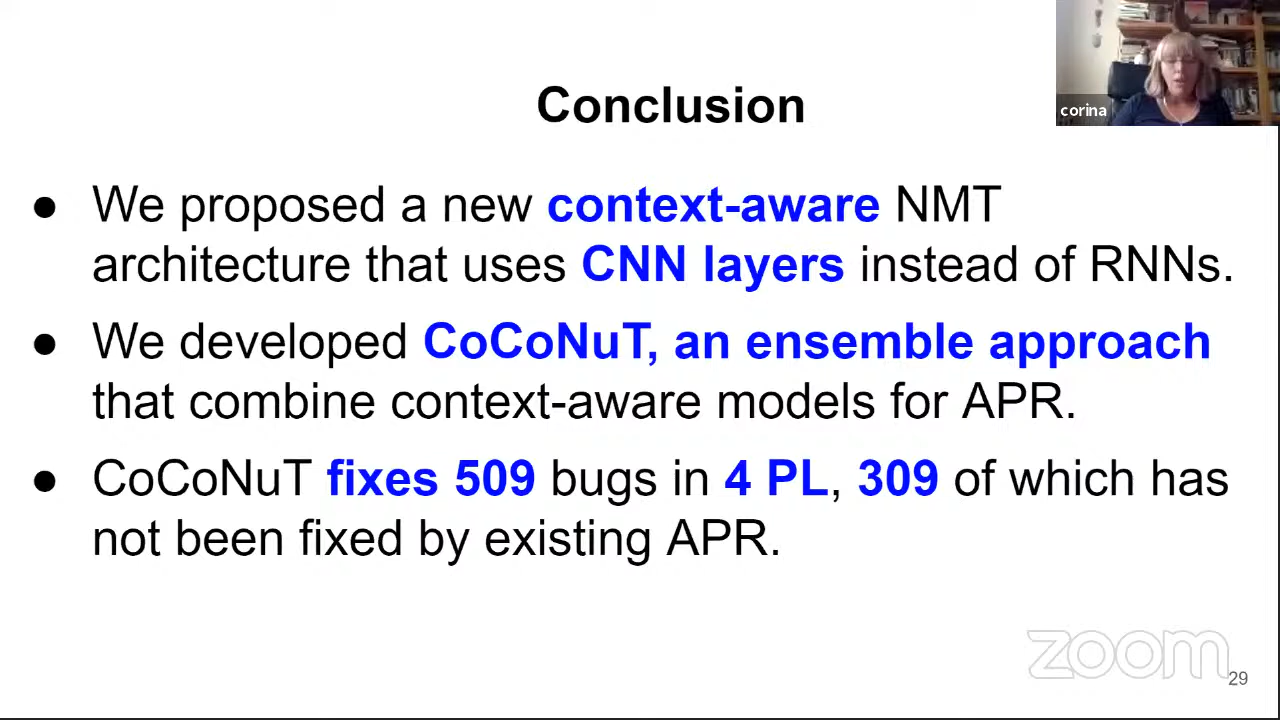 corina
Conclusion
● We proposed a new context-aware NMT
architecture that uses CNN layers instead of RNNs.
● We developed CoCoNuT, an ensemble approach
that combine context-aware models for APR.
● CoCoNuT fixes 509 bugs in 4 PL, 309 of which has
not been fixed by existing APR.
zoom
29